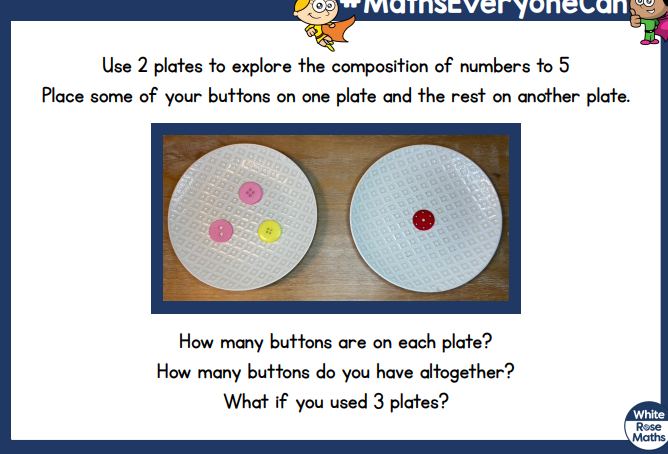 #MathsEveryoneCan
Use 2 plates to explore the composition of numbers to 5
Place some of your buttons on one plate and the rest on another plate.
How many buttons are on each plate?
How many buttons do you have altogether?
What if you used 3 plates?
White
Rose
Maths